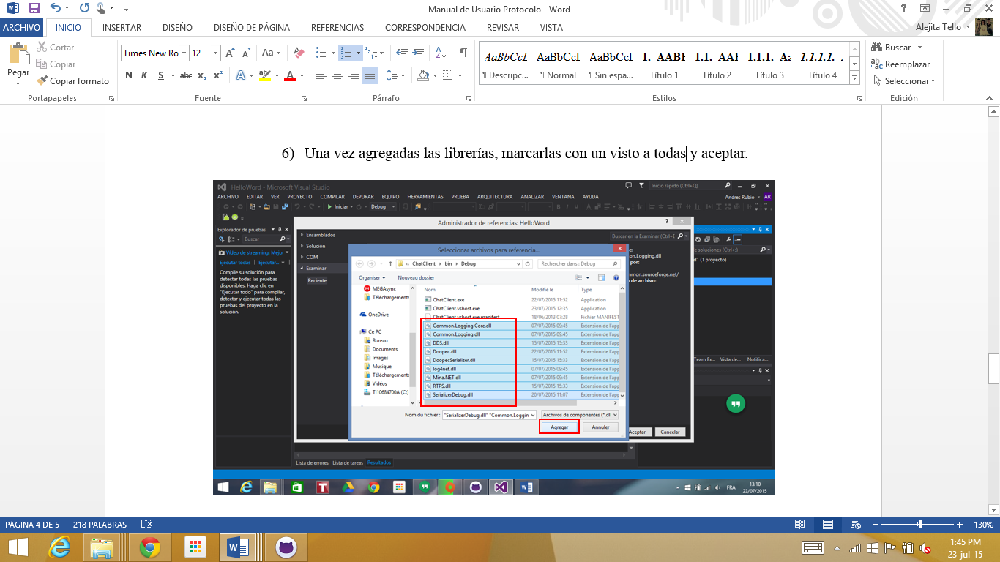 Manual de Usuario Protocolo - Word
ARCHIVO INICIO INSERTAR DISEÑO DISEÑO DE PÁGINA REFERENCIAS CORRESPONDENCIA REVISAR VISTA Alejita Tello
Pegar
Cortar
Copiar
Copiar formato
Portapapeles
Times New Ro 12
N K S abc x₂ x²
Fuente
Párrafo
AaBbCcI AaBbCcI AaBbCcI 1. AABI 1.1. AAI 1.1.1. Aa 1.1.1.1. A
¶ Descripc... ¶ Normal ¶ Sin espa... Título 1 Título 2 Título 3 Título 4
Estilos
Buscar
Reemplazar
Seleccionar
Edición
6) Una vez agregadas las librerías, marcarlas con un visto a todas y aceptar.
HelloWord - Microsoft Visual Studio
Inicio rápido (Ctrl+Q)
ARCHIVO EDITAR VER PROYECTO COMPILAR DEPURAR EQUIPO HERRAMIENTAS PRUEBA ARQUITECTURA ANALIZAR VENTANA AYUDA
Andres Rubio AR
Iniciar Debug
Explorador de pruebas
Buscar
Vídeo de streaming: Mejor
Ejecutar todas | Ejecutar...
Compile su solución para
detectar todas las pruebas
disponibles. Haga clic en
"Ejecutar todo" para compilar,
detectar y ejecutar todas las
pruebas del proyecto en la
solución.
Administrador de referencias: HelloWord
Ensamblados
Solución
COM
Examinar
Reciente
Buscar en la Examinar (Ctrl+E
Seleccionar archivos para referencia...
« ChatClient › bin › Debug
Rechercher dans : Debug
Organiser Nouveau dossier
MEGAsync
Téléchargements
OneDrive
Ce PC
Bureau
Documents
Images
Musique
Téléchargements
Vidéos
TI10684700A (C:)
Nom Modifié le Type
ChatClient.exe 22/07/2015 11:52 Application
ChatClient.vshost.exe 23/07/2015 12:35 Application
ChatClient.vshost.exe.manifest 18/06/2013 07:28 Fichier MANIFEST
Common.Logging.Core.dll 07/07/2015 09:45 Extension de l'app
Common.Logging.dll 07/07/2015 09:45 Extension de l'app
DDS.dll 15/07/2015 15:33 Extension de l'app
Doopec.dll 22/07/2015 11:52 Extension de l'app
DoopecSerializer.dll 15/07/2015 15:33 Extension de l'app
log4net.dll 07/07/2015 09:45 Extension de l'app
Mina.NET.dll 07/07/2015 09:45 Extension de l'app
RTPS.dll 15/07/2015 15:33 Extension de l'app
SerializerDebug.dll 20/07/2015 11:07 Extension de l'app
Nom du fichier : "SerializerDebug.dll" "Common.Loggin Archivos de componentes (*.dl
Agregar Annuler
on.Logging.dll
por:
mmon.sourceforge.net/
n de archivo:
Aceptar Cancelar
e soluciones (Ctrl+;)
d' (1 proyecto)
Team Ex... Vista de... Notifica...
Lista de errores Lista de tareas Resultados
FRA
13:10
23/07/2015
PÁGINA 4 DE 5 218 PALABRAS 130%
1:45 PM
23-jul-15